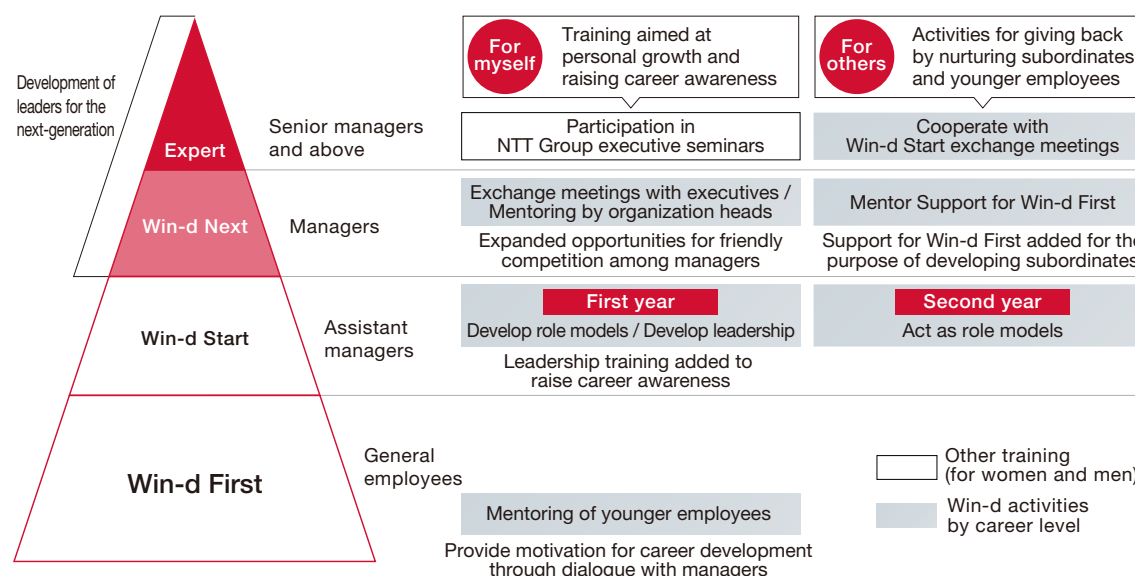 For
myself
Training aimed at
personal growth and
raising career awareness
For
others
Activities for giving back
by nurturing subordinates
and younger employees
Development of
leaders for the
next-generation
Expert
Senior managers
and above
Participation in
NTT Group executive seminars
Cooperate with
Win-d Start exchange meetings
Win-d Next
Managers
Exchange meetings with executives /
Mentoring by organization heads
Expanded opportunities for friendly
competition among managers
Mentor Support for Win-d First
Support for Win-d First added for the
purpose of developing subordinates
Win-d Start
Assistant
managers
First year
Develop role models / Develop leadership
Leadership training added to
raise career awareness
Second year
Act as role models
Win-d First
General
employees
Mentoring of younger employees
Provide motivation for career development
through dialogue with managers
Other training
(for women and men)
Win-d activities
by career level